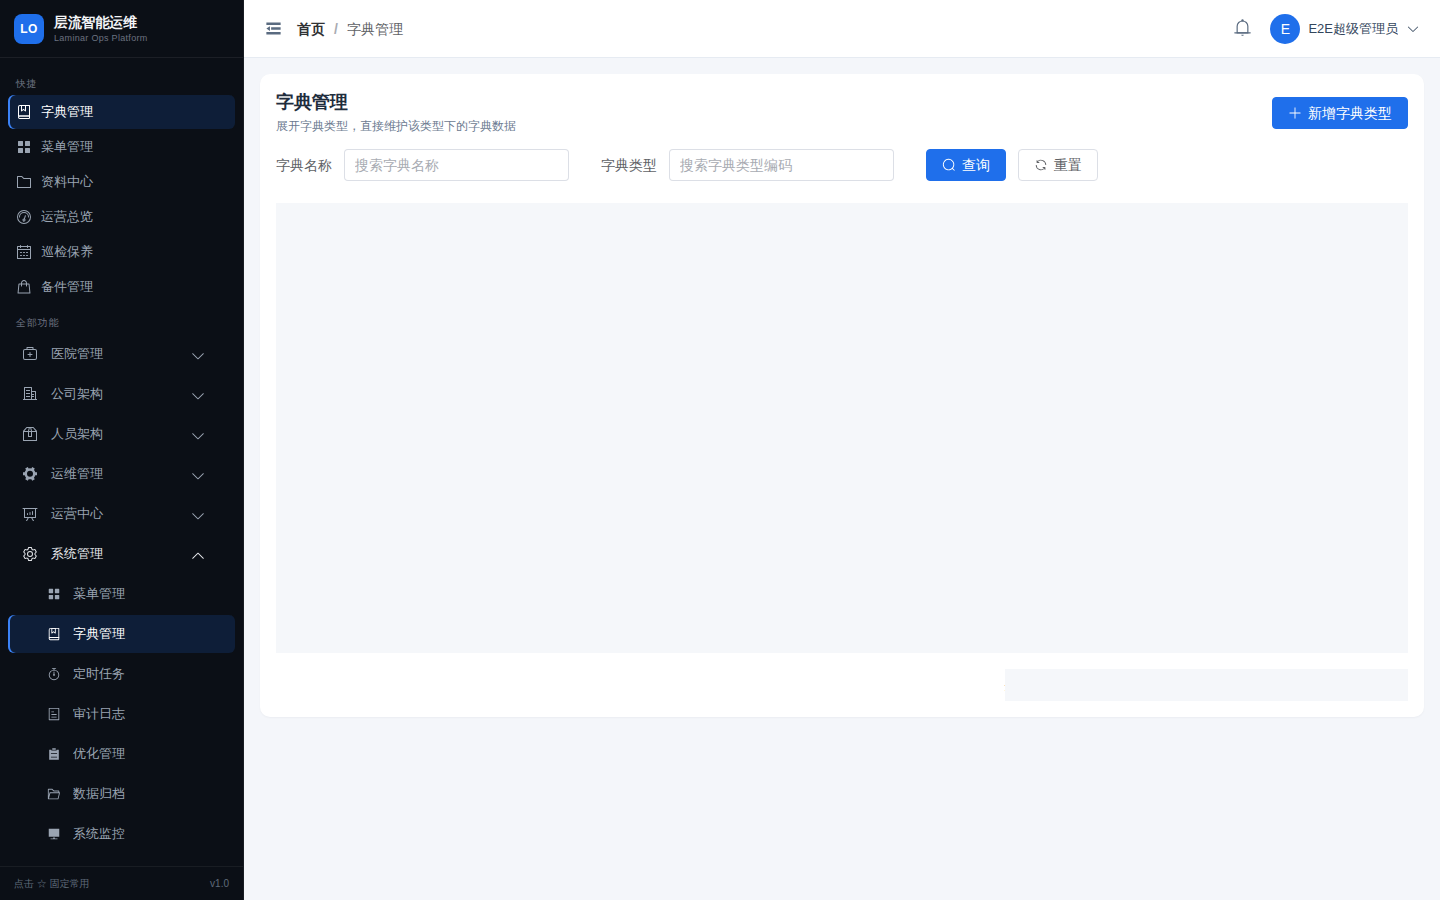 LO
层流智能运维
Laminar Ops Platform
快捷
字典管理
菜单管理
资料中心
运营总览
巡检保养
备件管理
全部功能
医院管理
公司架构
人员架构
运维管理
运营中心
系统管理
菜单管理
字典管理
定时任务
审计日志
优化管理
数据归档
系统监控
点击 ☆ 固定常用 v1.0
首页 / 字典管理
E E2E超级管理员
字典管理
展开字典类型，直接维护该类型下的字典数据
新增字典类型
字典名称 搜索字典名称 字典类型 搜索字典类型编码 查询 重置